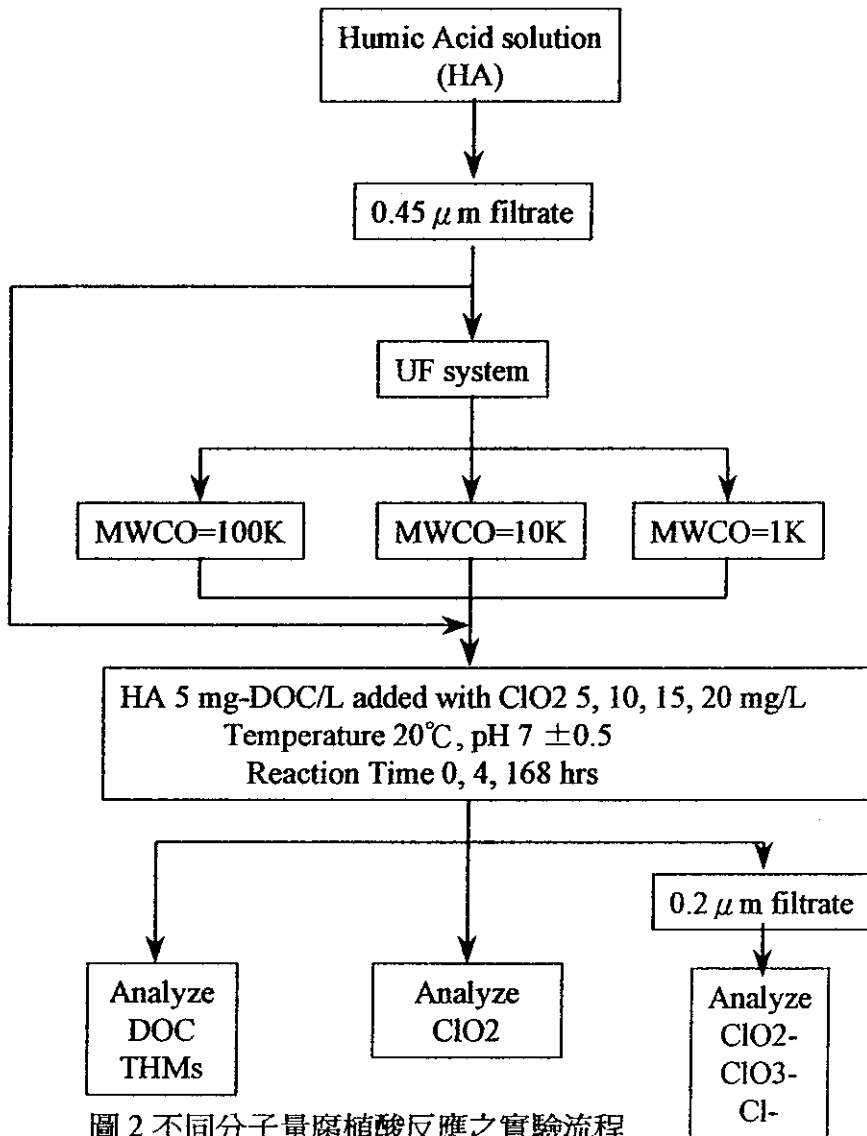 Humic Acid solution
(HA)
0.45 μm filtrate
UF system
MWCO=100K
MWCO=10K
MWCO=1K
HA 5 mg-DOC/L added with ClO2 5, 10, 15, 20 mg/L
Temperature 20℃, pH 7 ±0.5
Reaction Time 0, 4, 168 hrs
0.2 μm filtrate
Analyze
DOC
THMs
Analyze
ClO2
Analyze
ClO2-
ClO3-
Cl-
圖 2 不同分子量腐植酸反應之實驗流程